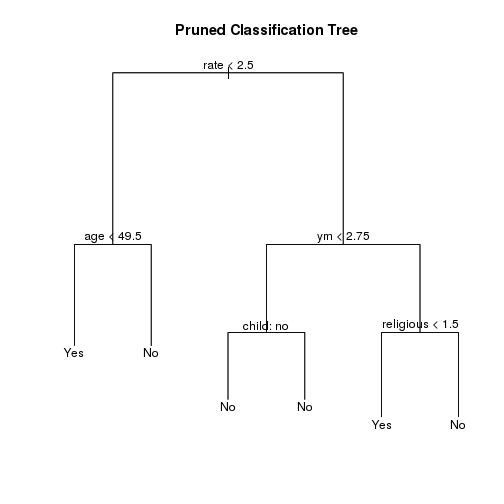 Pruned Classification Tree
rate < 2.5
age < 49.5
ym < 2.75
child: no
religious < 1.5
Yes
No
No
No
Yes
No